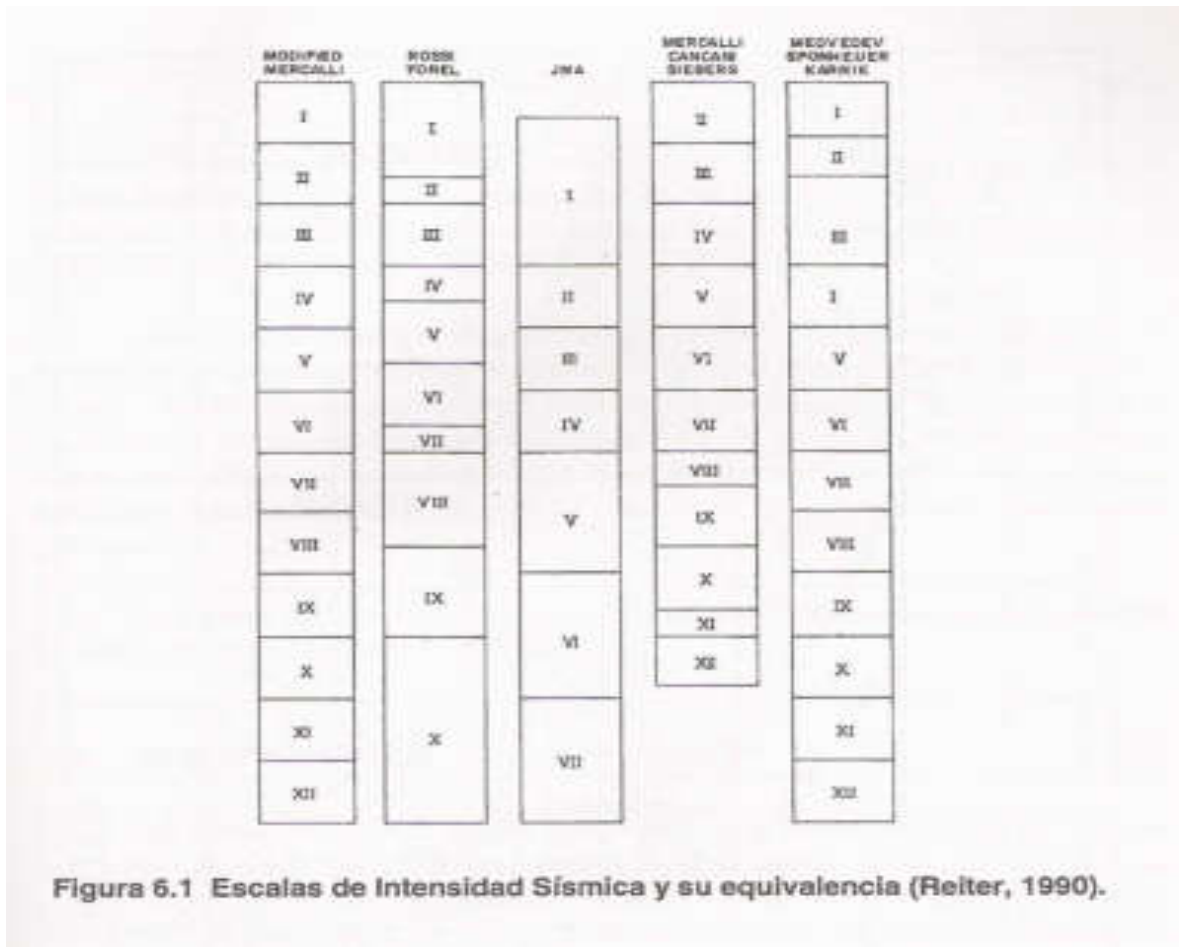 MODIFIED
MERCALLI
I
II
III
IV
V
VI
VII
VIII
IX
X
XI
XII
ROSSI
FOREL
I
II
III
IV
V
VI
VII
VIII
IX
X
JMA
I
II
III
IV
V
VI
VII
MERCALLI
CANCANI
SIEBERG
II
III
IV
V
VI
VII
VIII
IX
X
XI
XII
MEDVEDEV
SPONHEUER
KARNIK
I
II
III
I
V
VI
VII
VIII
IX
X
XI
XII
Figura 6.1 Escalas de Intensidad Sísmica y su equivalencia (Reiter, 1990).